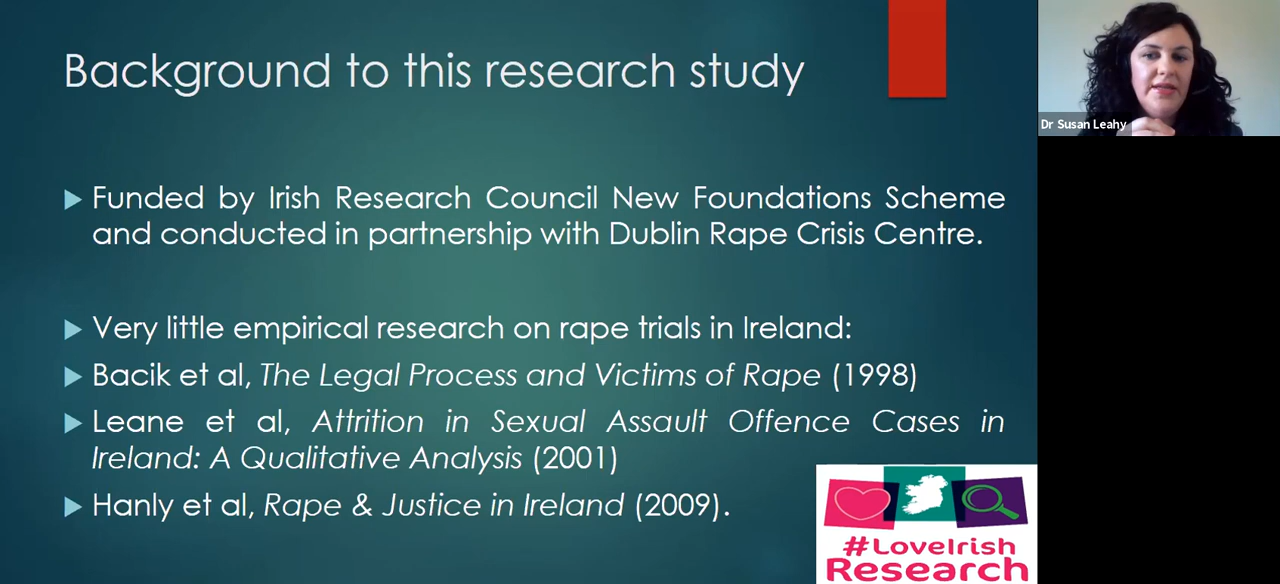 Background to this research study
Funded by Irish Research Council New Foundations Scheme
and conducted in partnership with Dublin Rape Crisis Centre.
Very little empirical research on rape trials in Ireland:
Bacik et al, The Legal Process and Victims of Rape (1998)
Leane et al, Attrition in Sexual Assault Offence Cases in
Ireland: A Qualitative Analysis (2001)
Hanly et al, Rape & Justice in Ireland (2009).
#LoveIrish
Research
Dr Susan Leahy